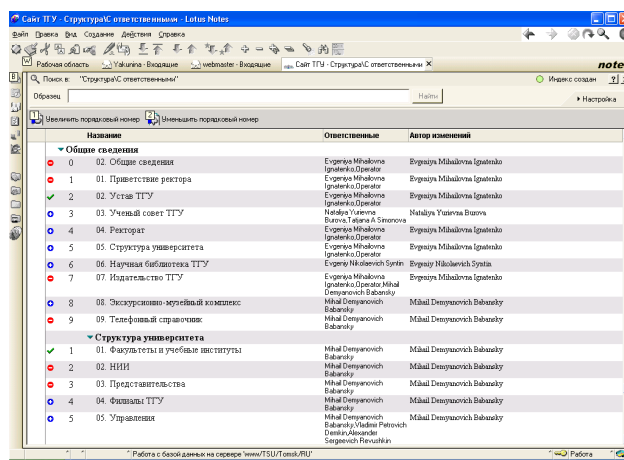 Сайт ТГУ - Структура\С ответственными - Lotus Notes
Файл Правка Вид Создание Действия Справка
Рабочая область Yakunina - Входящие webmaster - Входящие Сайт ТГУ - Структура\С ответственными
notes
Поиск в: "Структура\С ответственными" Индекс создан
Образец Найти Настройка
1 Увеличить порядковый номер 2 Уменьшить порядковый номер
Название Ответственные Автор изменений
Общие сведения
0 02. Общие сведения Evgeniya Mihailovna Evgeniya Mihailovna Ignatenko
Ignatenko,Operator
1 01. Приветствие ректора Evgeniya Mihailovna Evgeniya Mihailovna Ignatenko
Ignatenko,Operator
2 02. Устав ТГУ Evgeniya Mihailovna Evgeniya Mihailovna Ignatenko
Ignatenko,Operator
3 03. Ученый совет ТГУ Nataliya Yurievna Nataliya Yurievna Burova
Burova,Tatjana A Simonova
4 04. Ректорат Evgeniya Mihailovna Evgeniya Mihailovna Ignatenko
Ignatenko,Operator
5 05. Структура университета Evgeniya Mihailovna Evgeniya Mihailovna Ignatenko
Ignatenko,Operator
6 06. Научная библиотека ТГУ Evgeniy Nikolaevich Syntin Evgeniy Nikolaevich Syntin
7 07. Издательство ТГУ Evgeniya Mihailovna Evgeniya Mihailovna Ignatenko
Ignatenko,Operator,Mihail
Demyanovich Babansky
8 08. Экскурсионно-музейный комплекс Mihail Demyanovich Mihail Demyanovich Babansky
Babansky
9 09. Телефонный справочник Mihail Demyanovich Mihail Demyanovich Babansky
Babansky
Структура университета
1 01. Факультеты и учебные институты Mihail Demyanovich Mihail Demyanovich Babansky
Babansky
2 02. НИИ Mihail Demyanovich Mihail Demyanovich Babansky
Babansky
3 03. Представительства Mihail Demyanovich Mihail Demyanovich Babansky
Babansky
4 04. Филиалы ТГУ Mihail Demyanovich Mihail Demyanovich Babansky
Babansky
5 05. Управления Mihail Demyanovich Mihail Demyanovich Babansky
Babansky,Vladimir Petrovich
Demkin,Alexander
Sergeevich Revushkin
Работа с базой данных на сервере 'www/TSU/Tomsk/RU' Работа